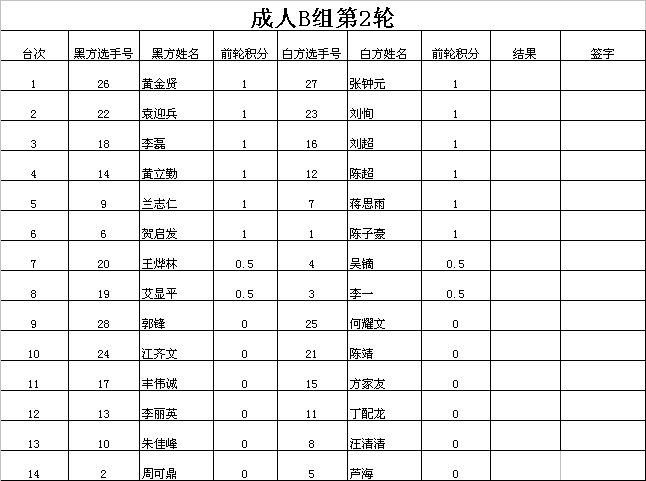 成人B组第2轮
台次 黑方选手号 黑方姓名 前轮积分 白方选手号 白方姓名 前轮积分 结果 签字
1 26 黄金贤 1 27 张钟元 1
2 22 袁迎兵 1 23 刘恂 1
3 18 李磊 1 16 刘超 1
4 14 黄立勤 1 12 陈超 1
5 9 兰志仁 1 7 蒋思雨 1
6 6 贺启发 1 1 陈子豪 1
7 20 王烨林 0.5 4 吴镝 0.5
8 19 艾显平 0.5 3 李一 0.5
9 28 郭锋 0 25 何耀文 0
10 24 江齐文 0 21 陈靖 0
11 17 丰伟诚 0 15 方家友 0
12 13 李丽英 0 11 丁配龙 0
13 10 朱佳峰 0 8 汪渚渚 0
14 2 周可鼎 0 5 芦海 0